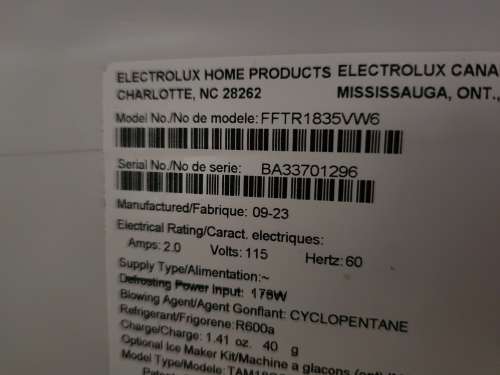 ELECTROLUX HOME PRODUCTS ELECTROLUX CANA
CHARLOTTE, NC 28262 MISSISSAUGA, ONT.,
Model No./No de modele: FFTR1835VW6
Serial No./No de serie: BA33701296
Manufactured/Fabrique: 09-23
Electrical Rating/Caract. electriques:
Amps: 2.0 Volts: 115 Hertz: 60
Supply Type/Alimentation:~
Defrosting Power Input: 178W
Blowing Agent/Agent Gonflant: CYCLOPENTANE
Refrigerant/Frigorene: R600a
Charge/Charge: 1.41 oz. 40 g
Optional Ice Maker Kit/Machine a glacons
Model Type/Modele: